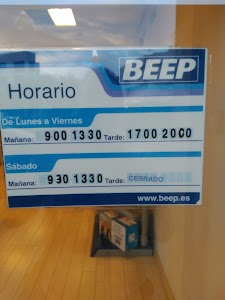 BEEP
Horario
De Lunes a Viernes
Mañana: 900 1330 Tarde: 1700 2000
Sábado
Mañana: 930 1330 Tarde: CERRADO
www.beep.es